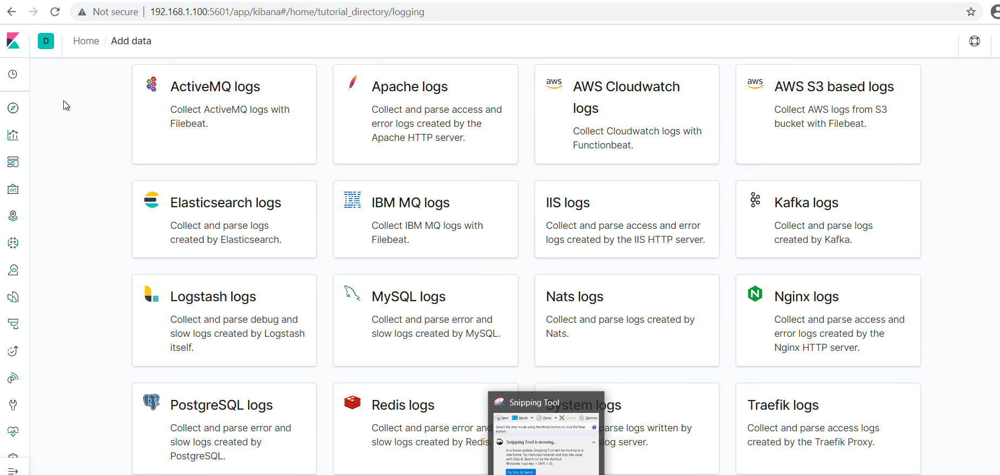 Not secure | 192.168.1.100:5601/app/kibana#/home/tutorial_directory/logging
D Home / Add data
ActiveMQ logs
Collect ActiveMQ logs with
Filebeat.
Apache logs
Collect and parse access and
error logs created by the
Apache HTTP server.
aws AWS Cloudwatch
logs
Collect Cloudwatch logs with
Functionbeat.
aws AWS S3 based logs
Collect AWS logs from S3
bucket with Filebeat.
Elasticsearch logs
Collect and parse logs
created by Elasticsearch.
IBM MQ logs
Collect IBM MQ logs with
Filebeat.
IIS logs
Collect and parse access and error
logs created by the IIS HTTP server.
Kafka logs
Collect and parse logs
created by Kafka.
Logstash logs
Collect and parse debug and
slow logs created by Logstash
itself.
MySQL logs
Collect and parse error and
slow logs created by MySQL.
Nats logs
Collect and parse logs created by
Nats.
N Nginx logs
Collect and parse access and
error logs created by the
Nginx HTTP server.
PostgreSQL logs
Collect and parse error and
slow logs created by
PostgreSQL.
Redis logs
Collect and parse error and
slow logs created by Redis.
System logs
parse logs written by
slog server.
Traefik logs
Collect and parse access logs
created by the Traefik Proxy.
Snipping Tool
New Mode Delay Cancel Options
Select the snip mode using the Mode button or click the New
button.
Snipping Tool is moving...
In a future update, Snipping Tool will be moving to a
new home. Try improved features and snip like usual
with Snip & Sketch (or try the shortcut
Windows logo key + Shift + S).
Try Snip & Sketch